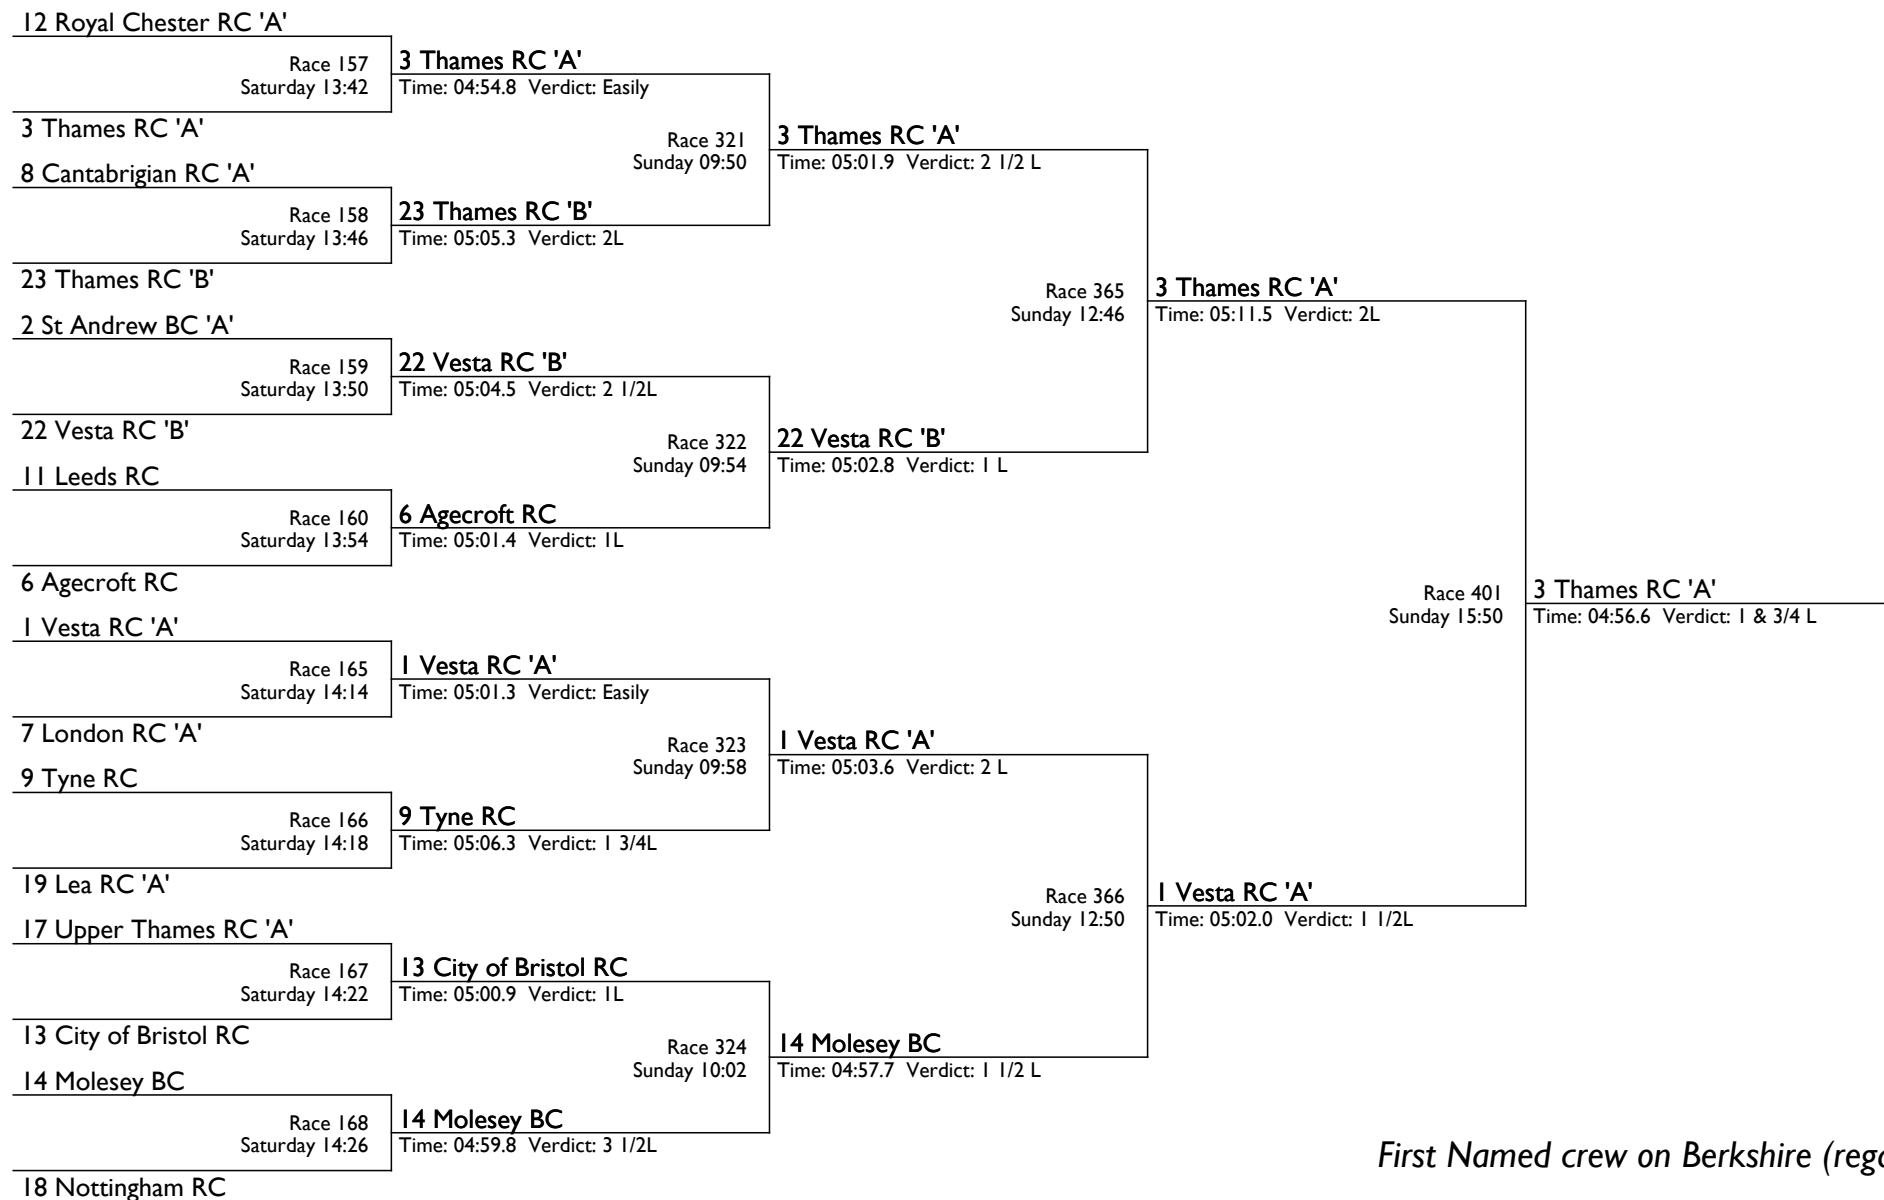 12 Royal Chester RC 'A'
Race 157
Saturday 13:42
3 Thames RC 'A'
Time: 04:54.8 Verdict: Easily
3 Thames RC 'A'
Race 321
Sunday 09:50
3 Thames RC 'A'
Time: 05:01.9 Verdict: 2 1/2 L
8 Cantabrigian RC 'A'
Race 158
Saturday 13:46
23 Thames RC 'B'
Time: 05:05.3 Verdict: 2L
23 Thames RC 'B'
Race 365
Sunday 12:46
3 Thames RC 'A'
Time: 05:11.5 Verdict: 2L
2 St Andrew BC 'A'
Race 159
Saturday 13:50
22 Vesta RC 'B'
Time: 05:04.5 Verdict: 2 1/2L
22 Vesta RC 'B'
Race 322
Sunday 09:54
22 Vesta RC 'B'
Time: 05:02.8 Verdict: 1 L
11 Leeds RC
Race 160
Saturday 13:54
6 Agecroft RC
Time: 05:01.4 Verdict: 1L
6 Agecroft RC
Race 401
Sunday 15:50
3 Thames RC 'A'
Time: 04:56.6 Verdict: 1 & 3/4 L
1 Vesta RC 'A'
Race 165
Saturday 14:14
1 Vesta RC 'A'
Time: 05:01.3 Verdict: Easily
7 London RC 'A'
Race 323
Sunday 09:58
1 Vesta RC 'A'
Time: 05:03.6 Verdict: 2 L
9 Tyne RC
Race 166
Saturday 14:18
9 Tyne RC
Time: 05:06.3 Verdict: 1 3/4L
19 Lea RC 'A'
Race 366
Sunday 12:50
1 Vesta RC 'A'
Time: 05:02.0 Verdict: 1 1/2L
17 Upper Thames RC 'A'
Race 167
Saturday 14:22
13 City of Bristol RC
Time: 05:00.9 Verdict: 1L
13 City of Bristol RC
Race 324
Sunday 10:02
14 Molesey BC
Time: 04:57.7 Verdict: 1 1/2 L
14 Molesey BC
Race 168
Saturday 14:26
14 Molesey BC
Time: 04:59.8 Verdict: 3 1/2L
18 Nottingham RC
First Named crew on Berkshire